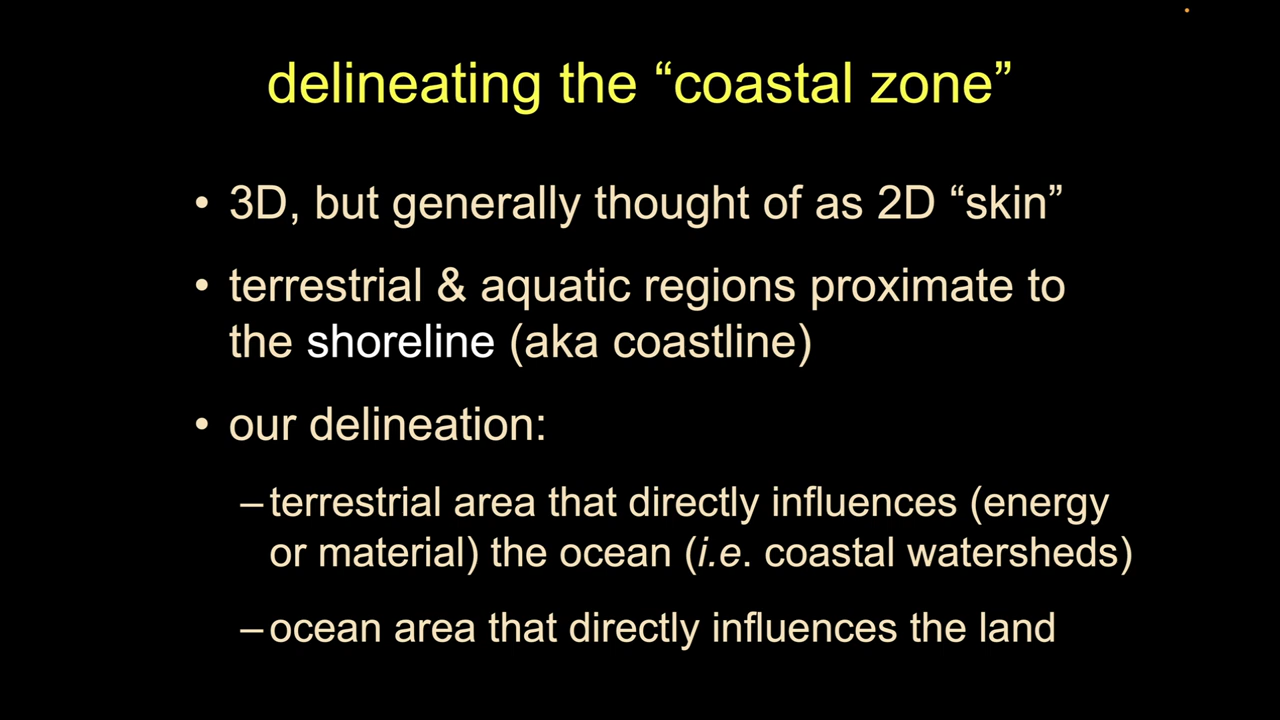 delineating the “coastal zone”
• 3D, but generally thought of as 2D “skin”
• terrestrial & aquatic regions proximate to
the shoreline (aka coastline)
• our delineation:
–terrestrial area that directly influences (energy
or material) the ocean (i.e. coastal watersheds)
–ocean area that directly influences the land